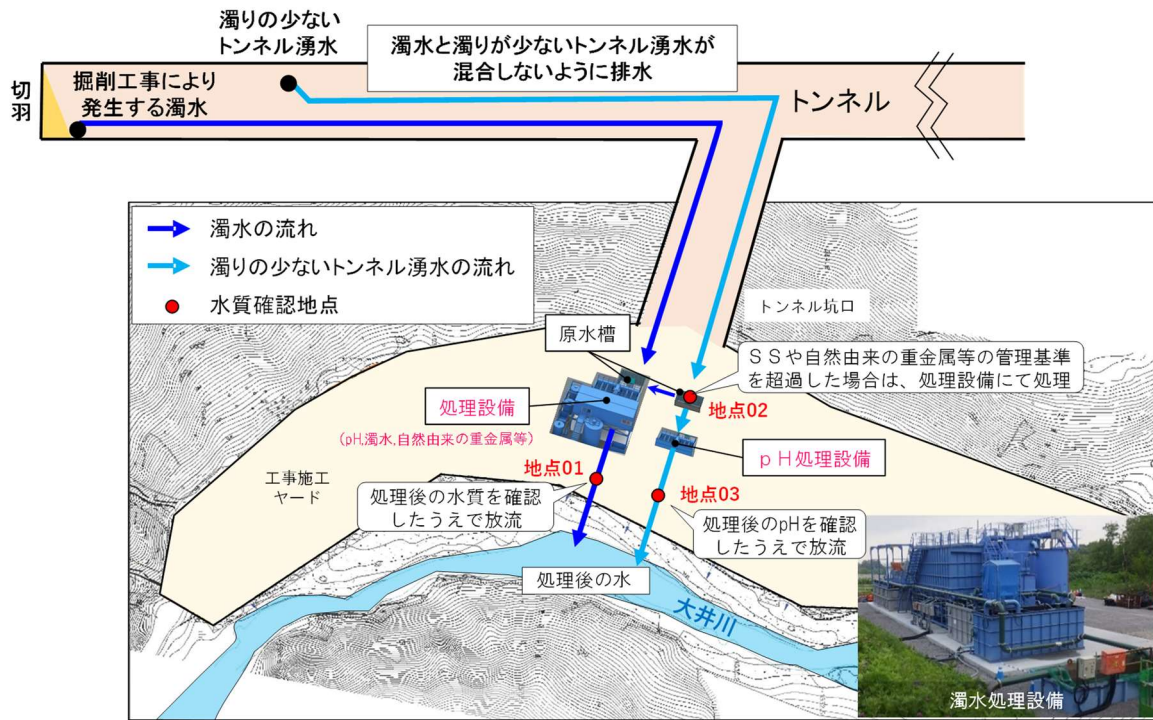 濁りの少ない
トンネル湧水
濁水と濁りが少ないトンネル湧水が
混合しないように排水
切羽
掘削工事により
発生する濁水
トンネル
濁水の流れ
濁りの少ないトンネル湧水の流れ
水質確認地点
トンネル坑口
原水槽
ＳＳや自然由来の重金属等の管理基準
を超過した場合は、処理設備にて処理
処理設備
（pH,濁水,自然由来の重金属等）
地点02
ｐＨ処理設備
地点01
工事施工
ヤード
処理後の水質を確認
したうえで放流
地点03
処理後のpHを確認
したうえで放流
処理後の水
大井川
濁水処理設備